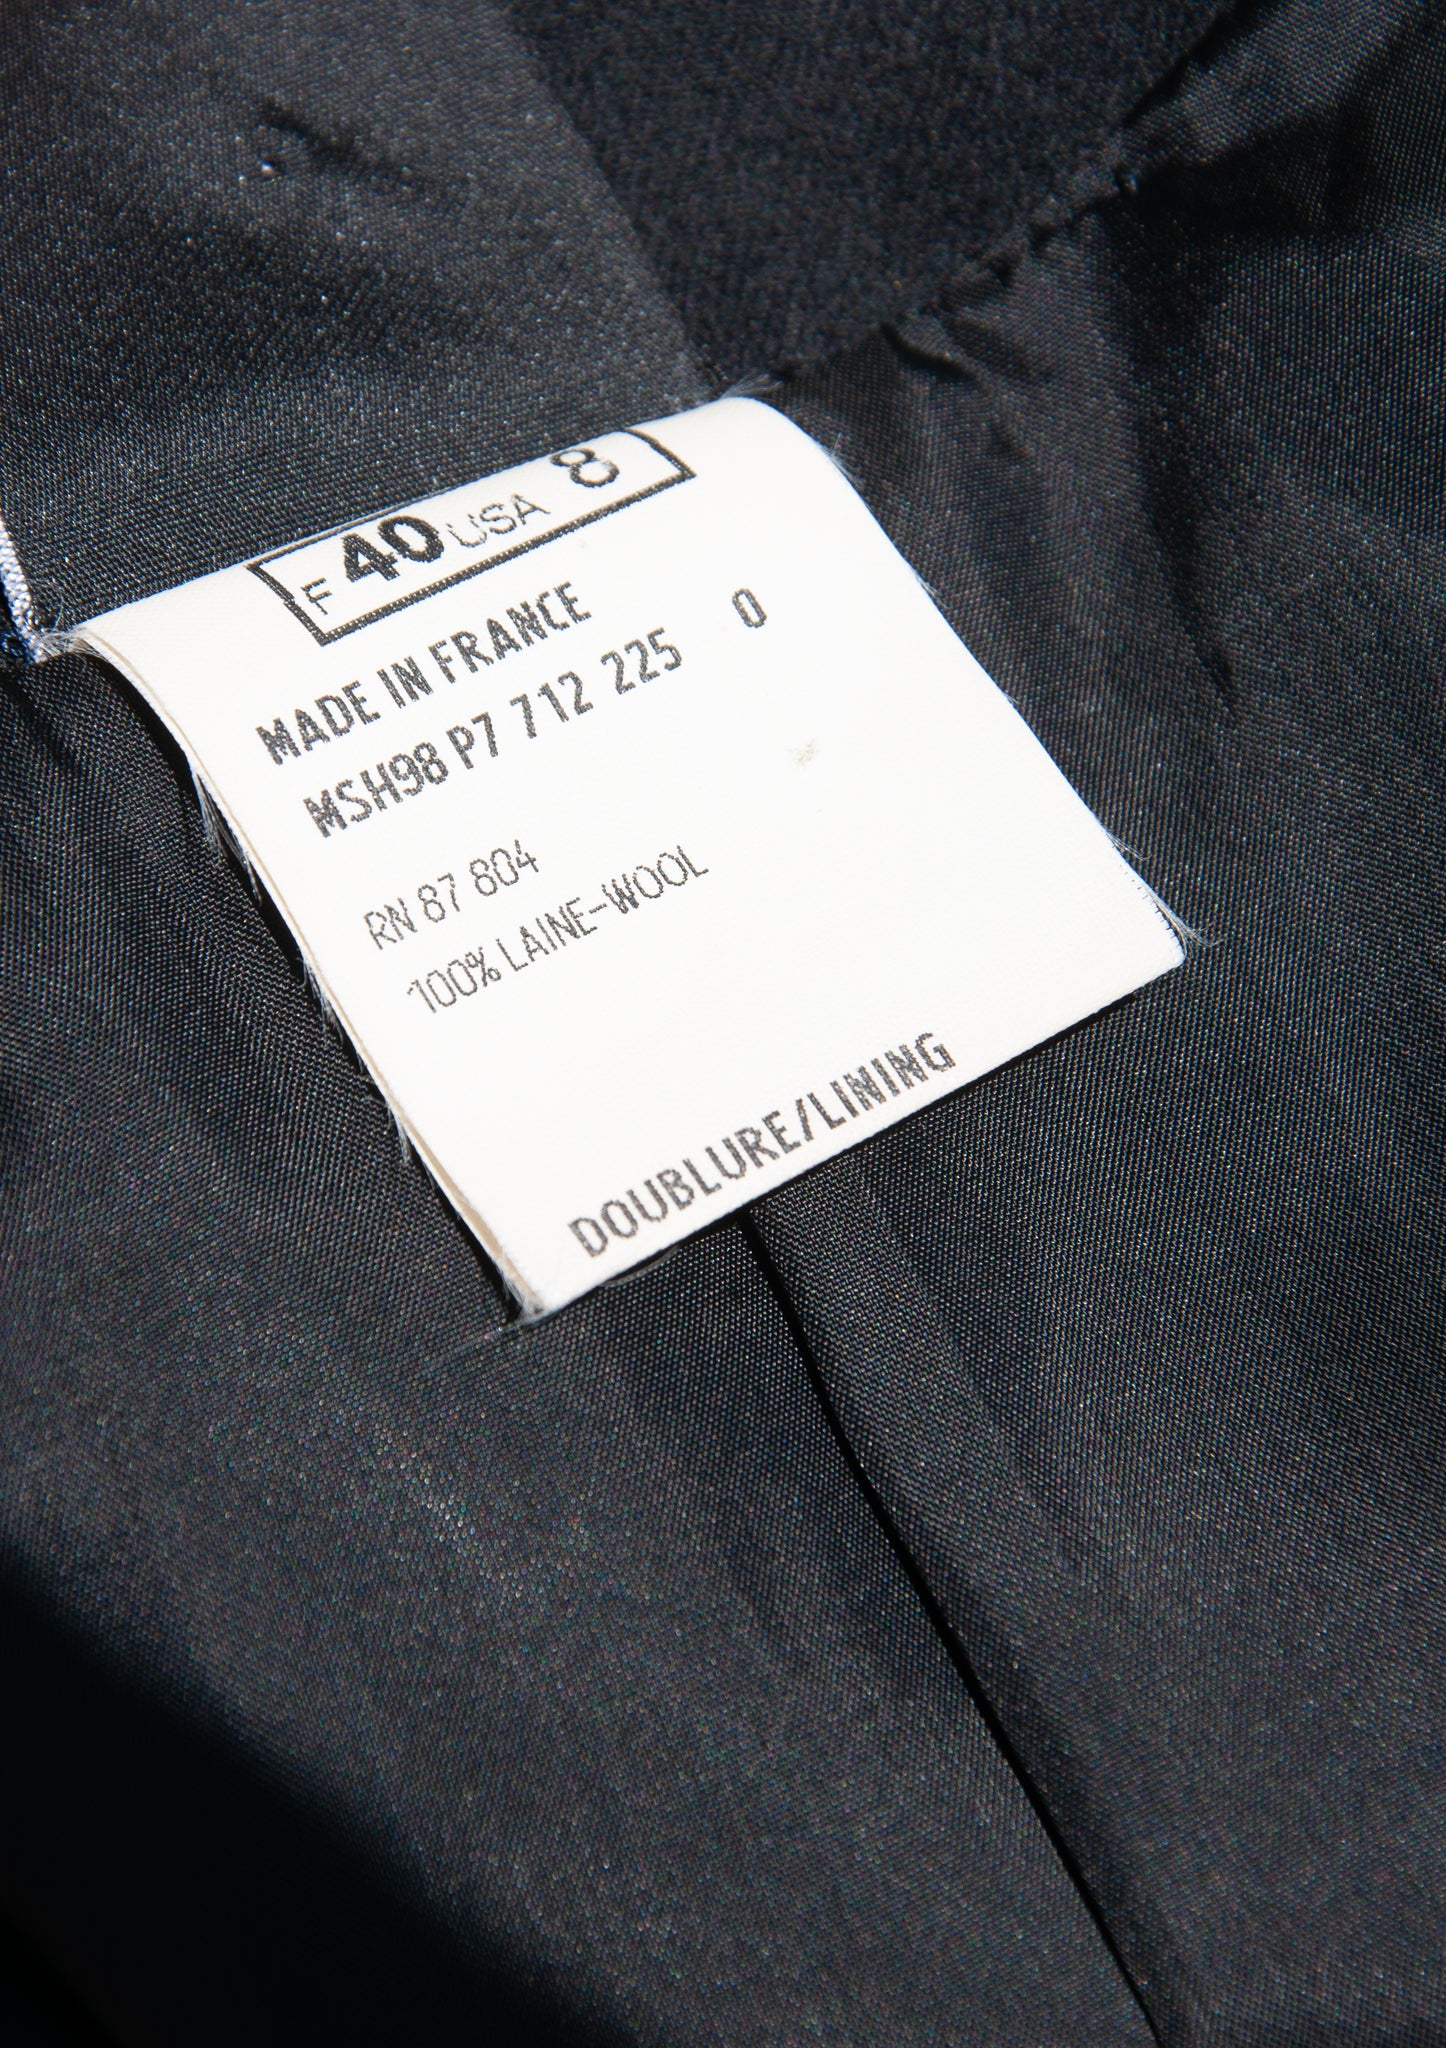 F 40 USA 8
MADE IN FRANCE
MSH98 P7 712 225 0
RN 87 804
100% LAINE-WOOL
DOUBLURE/LINING